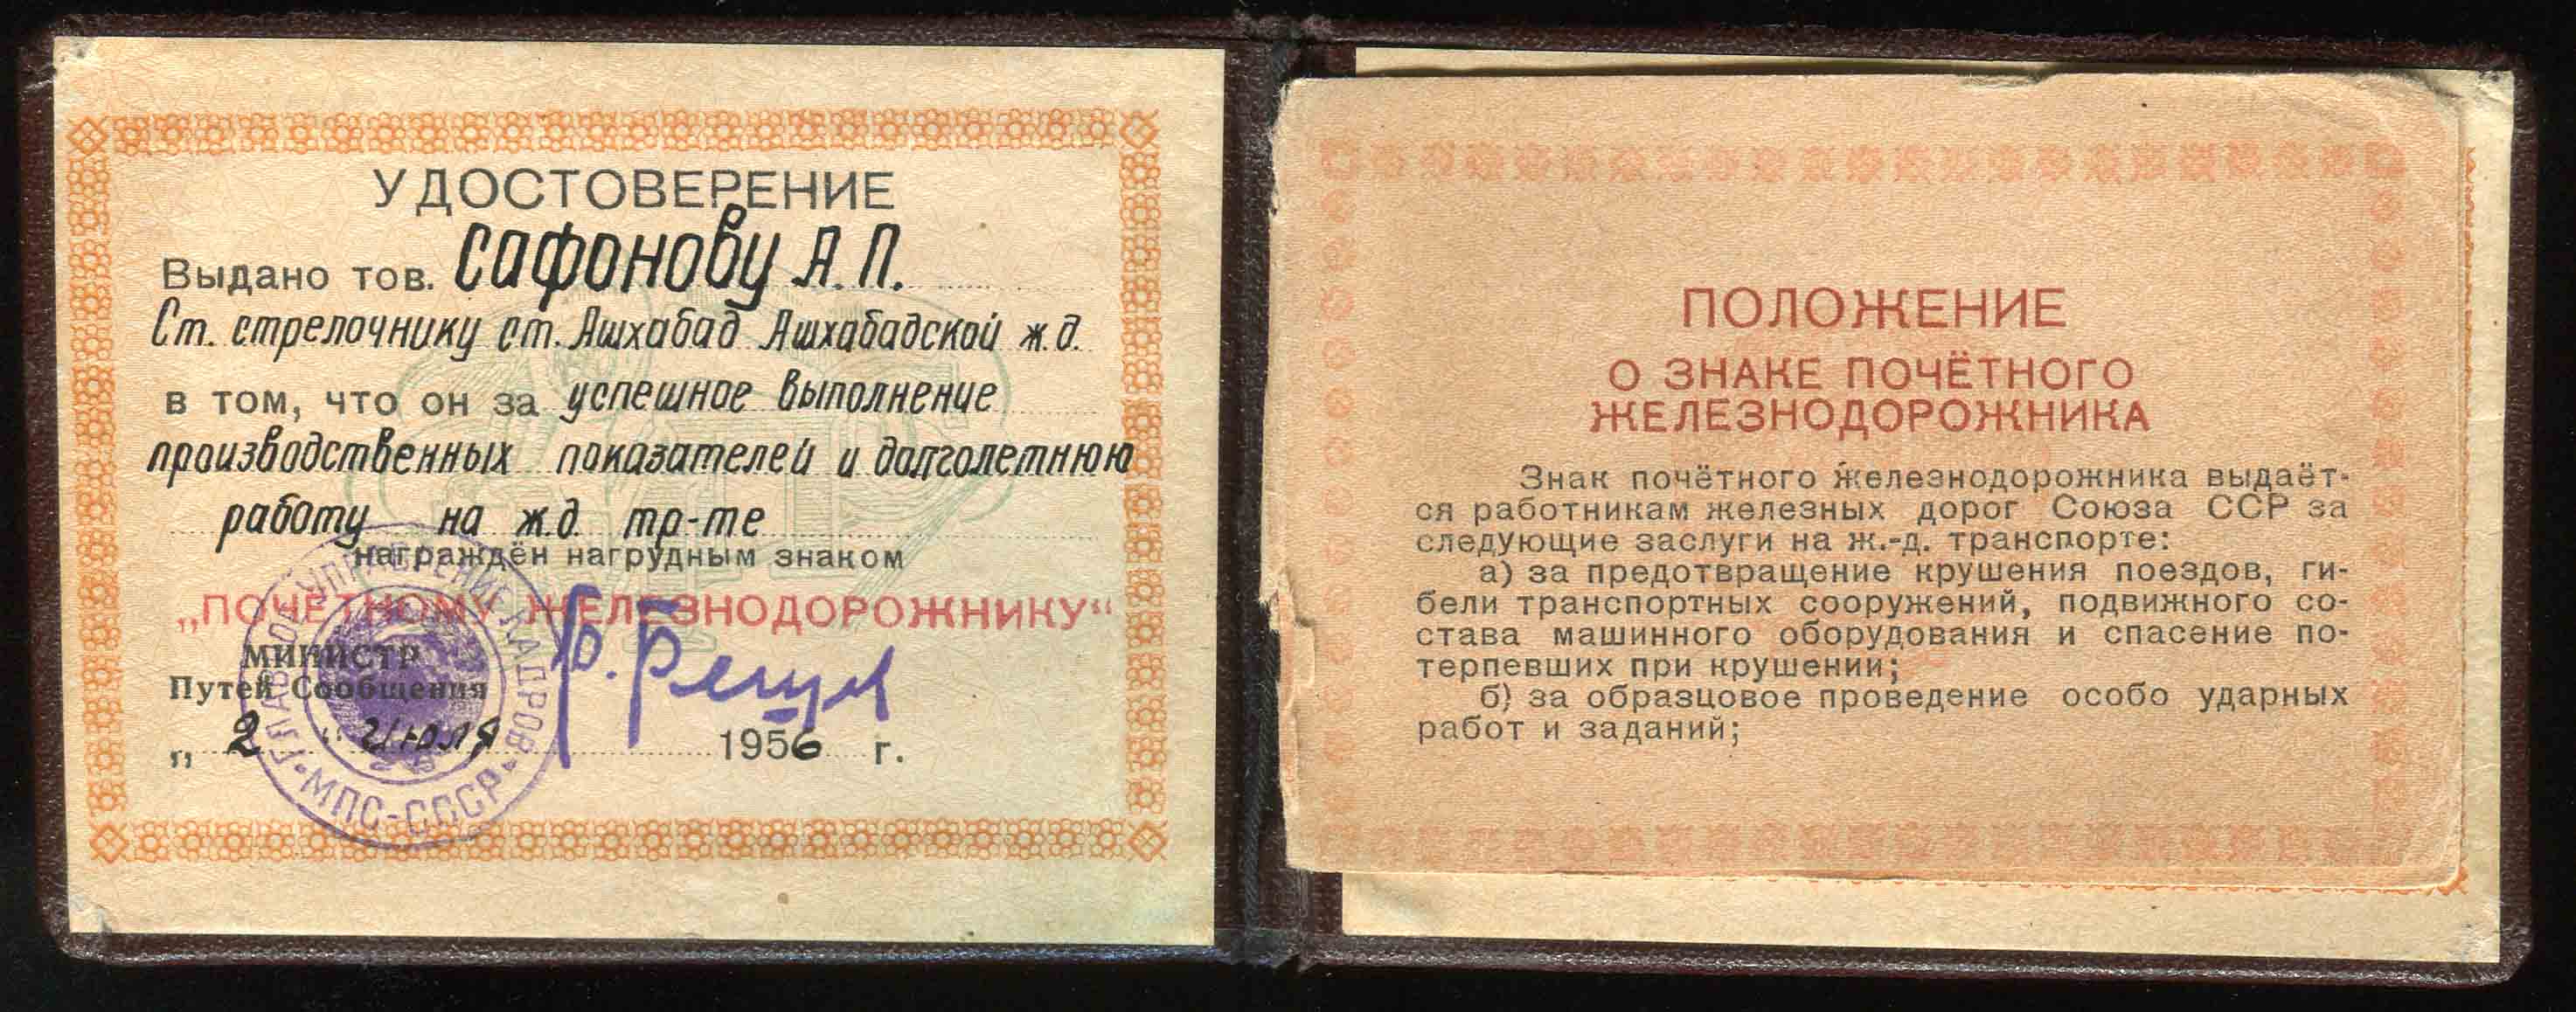 УДОСТОВЕРЕНИЕ
Выдано тов. Сафонову А.П.
Ст. стрелочнику ст. Ашхабад Ашхабадской ж.д.
в том, что он за успешное выполнение
производственных показателей и долголетнюю
работу на ж.д. тр-те
награждён нагрудным знаком
„ПОЧЁТНОМУ ЖЕЛЕЗНОДОРОЖНИКУ“
МИНИСТР
Путей Сообщения
„ 2 “ июля 1956 г.
УПРАВЛЕНИЕ КАДРОВ
МПС-СССР
ПОЛОЖЕНИЕ
О ЗНАКЕ ПОЧЁТНОГО
ЖЕЛЕЗНОДОРОЖНИКА
Знак почётного железнодорожника выдаёт-
ся работникам железных дорог Союза ССР за
следующие заслуги на ж.-д. транспорте:
а) за предотвращение крушения поездов, ги-
бели транспортных сооружений, подвижного со-
става машинного оборудования и спасение по-
терпевших при крушении;
б) за образцовое проведение особо ударных
работ и заданий;